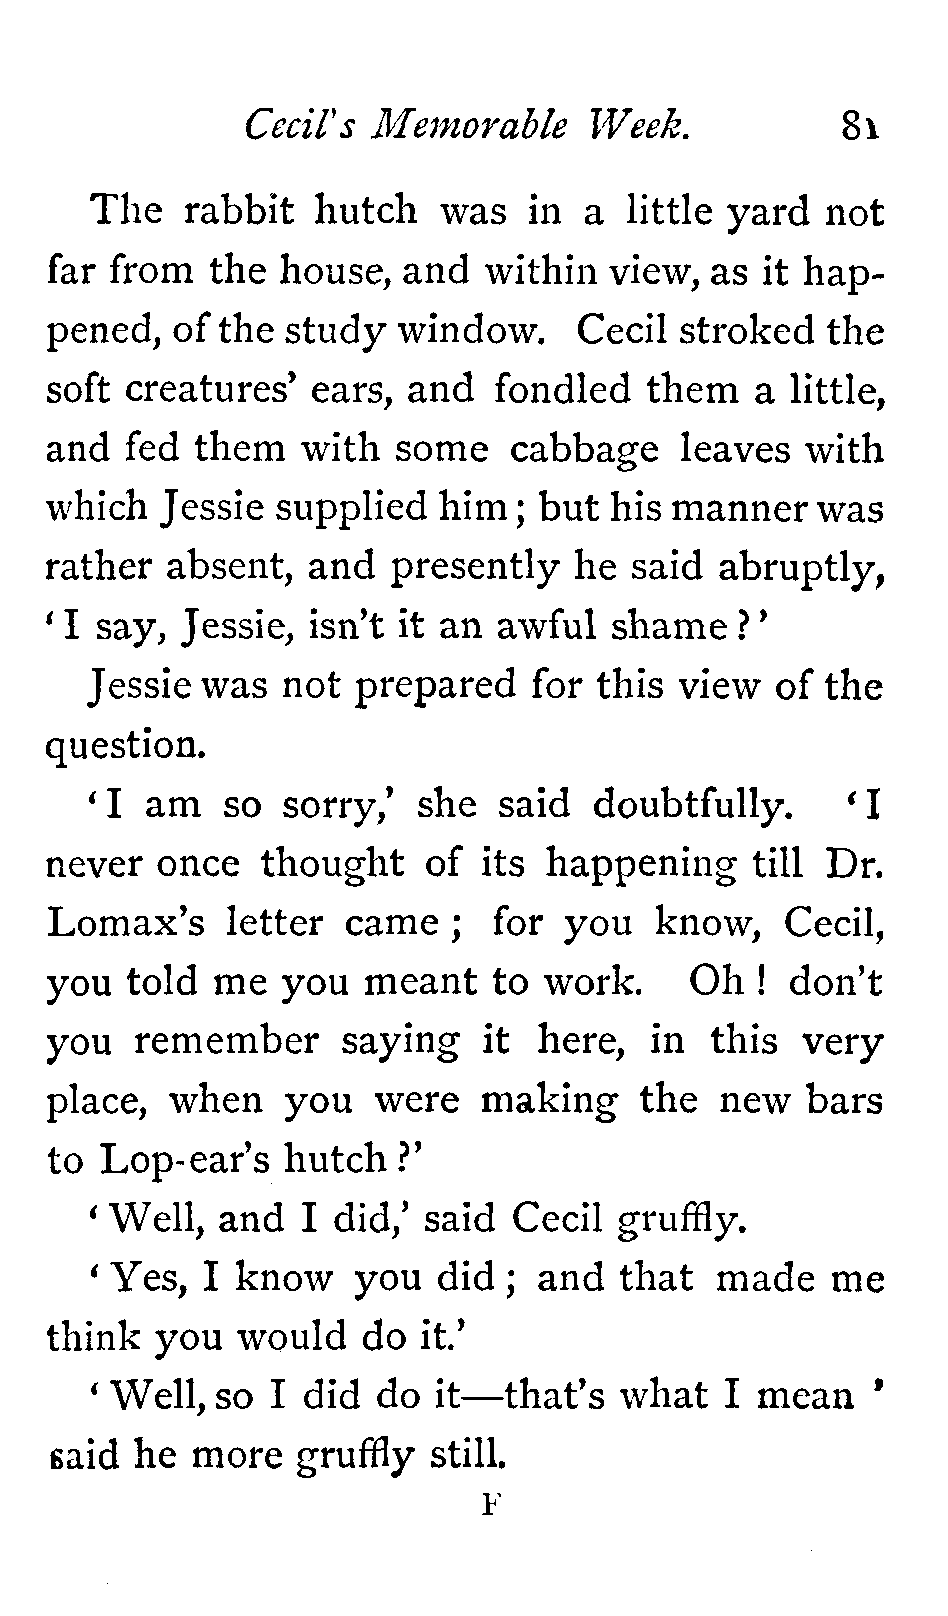 Cecil's Memorable Week. 81
The rabbit hutch was in a little yard not
far from the house, and within view, as it hap-
pened, of the study window. Cecil stroked the
soft creatures' ears, and fondled them a little,
and fed them with some cabbage leaves with
which Jessie supplied him ; but his manner was
rather absent, and presently he said abruptly,
‘ I say, Jessie, isn't it an awful shame ? ’
Jessie was not prepared for this view of the
question.
‘ I am so sorry,’ she said doubtfully. ‘ I
never once thought of its happening till Dr.
Lomax's letter came ; for you know, Cecil,
you told me you meant to work. Oh ! don't
you remember saying it here, in this very
place, when you were making the new bars
to Lop-ear's hutch ?’
‘ Well, and I did,’ said Cecil gruffly.
‘ Yes, I know you did ; and that made me
think you would do it.’
‘ Well, so I did do it—that's what I mean ’
said he more gruffly still.
F